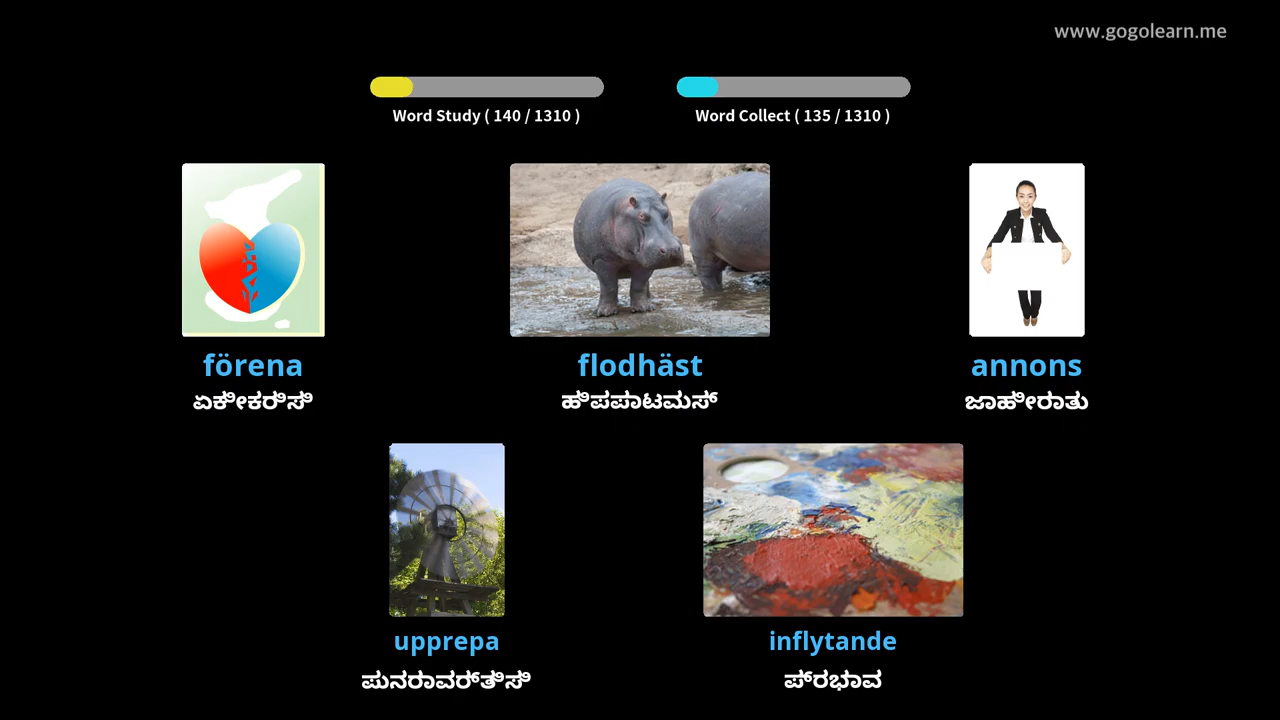 www.gogolearn.me
Word Study ( 140 / 1310 )
Word Collect ( 135 / 1310 )
förena
ಏಕೀಕರಿಸಿ
flodhäst
ಹಿಪಪಾಟಮಸ್
annons
ಜಾಹೀರಾತು
upprepa
ಪುನರಾವರ್ತಿಸಿ
inflytande
ಪ್ರಭಾವ